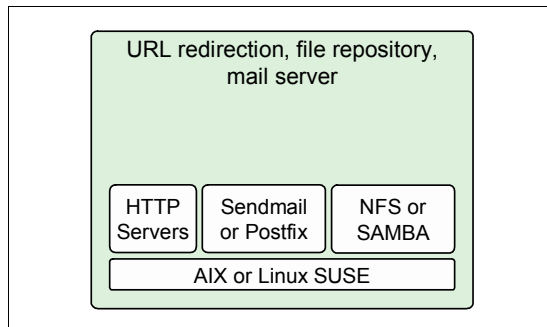 URL redirection, file repository,
mail server
HTTP
Servers
Sendmail
or Postfix
NFS or
SAMBA
AIX or Linux SUSE